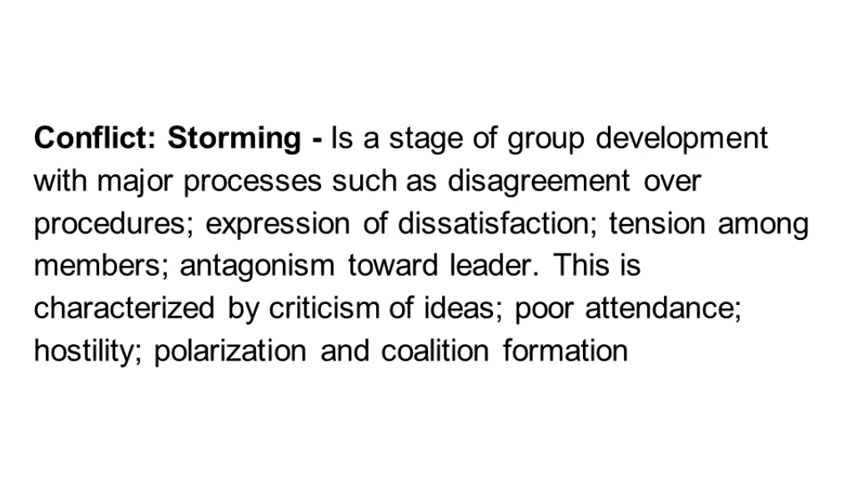 Conflict: Storming - Is a stage of group development
with major processes such as disagreement over
procedures; expression of dissatisfaction; tension among
members; antagonism toward leader. This is
characterized by criticism of ideas; poor attendance;
hostility; polarization and coalition formation